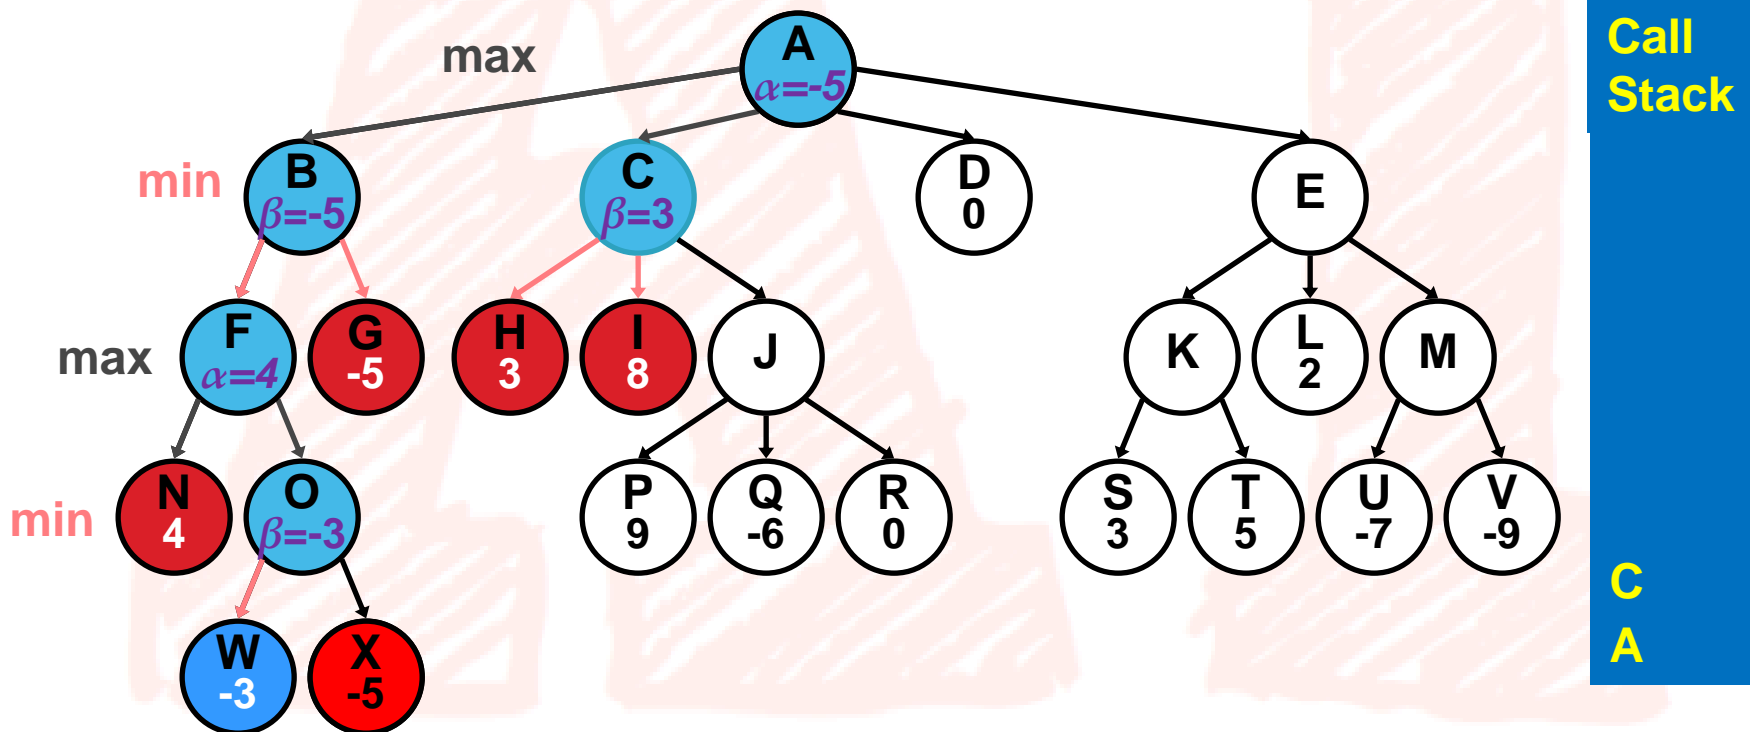 Call
Stack
max
A
α=-5
min
B
β=-5
C
β=3
D
0
E
max
F
α=4
G
-5
H
3
I
8
J
K
L
2
M
min
N
4
O
β=-3
P
9
Q
-6
R
0
S
3
T
5
U
-7
V
-9
C
A
W
-3
X
-5